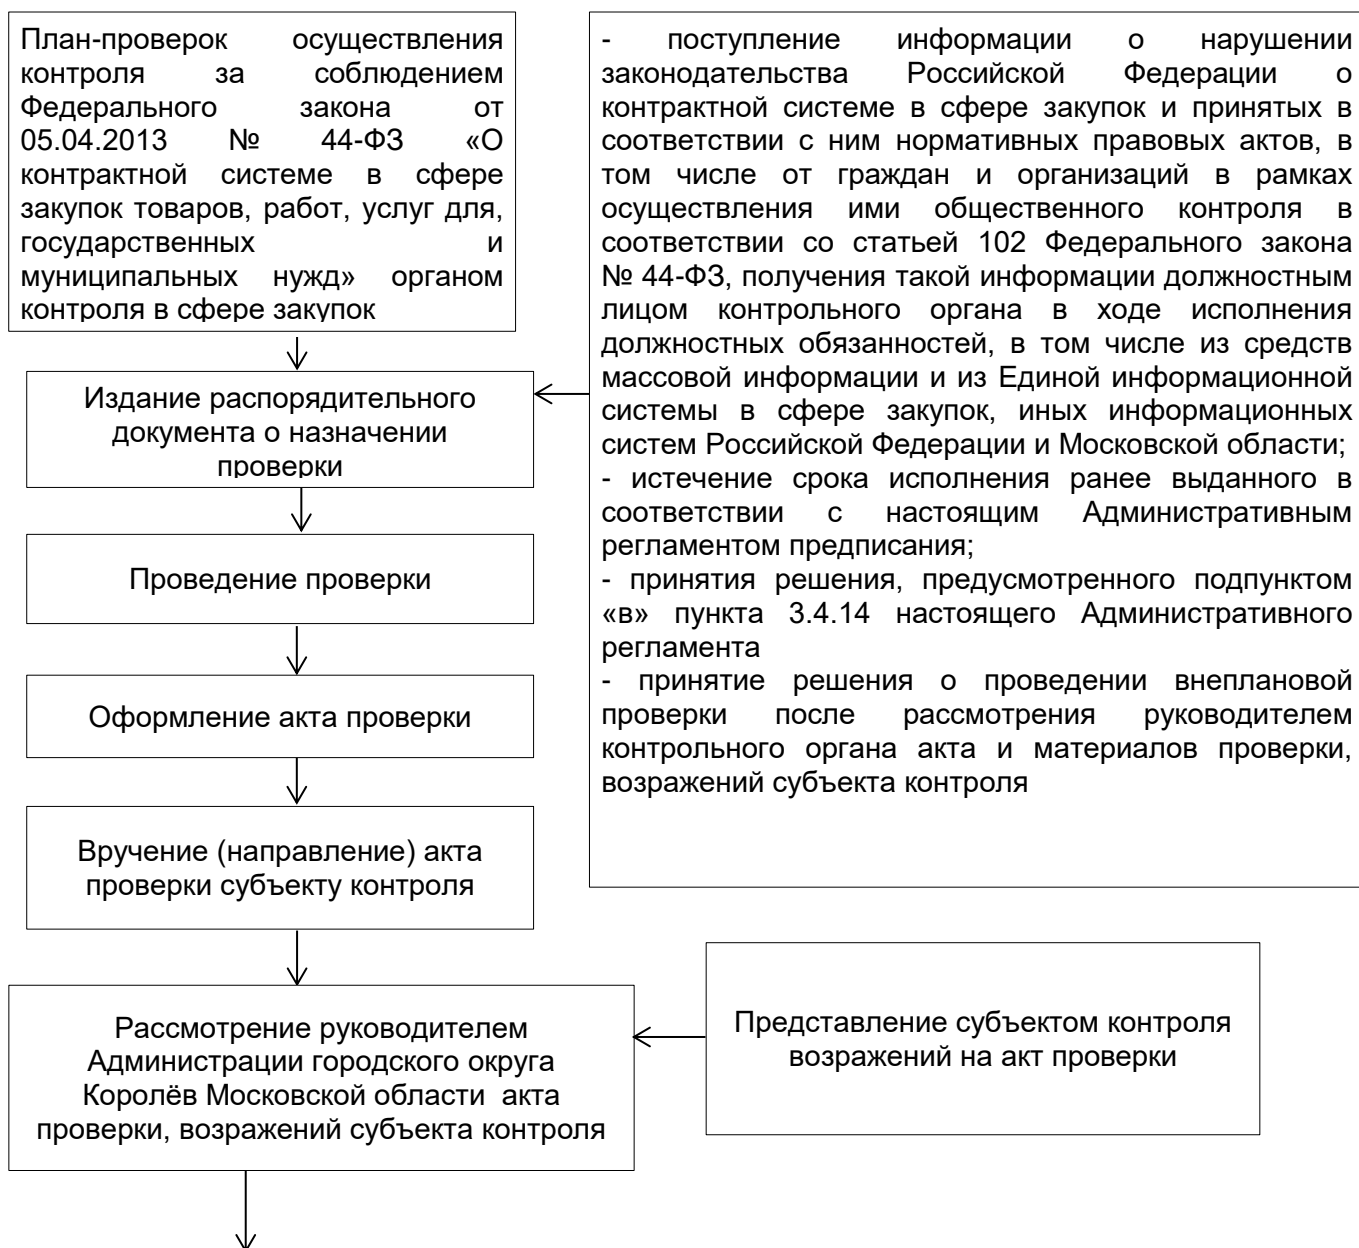 План-проверок осуществления
контроля за соблюдением
Федерального закона от
05.04.2013 № 44-ФЗ «О
контрактной системе в сфере
закупок товаров, работ, услуг для,
государственных и
муниципальных нужд» органом
контроля в сфере закупок
- поступление информации о нарушении
законодательства Российской Федерации о
контрактной системе в сфере закупок и принятых в
соответствии с ним нормативных правовых актов, в
том числе от граждан и организаций в рамках
осуществления ими общественного контроля в
соответствии со статьей 102 Федерального закона
№ 44-ФЗ, получения такой информации должностным
лицом контрольного органа в ходе исполнения
должностных обязанностей, в том числе из средств
массовой информации и из Единой информационной
системы в сфере закупок, иных информационных
систем Российской Федерации и Московской области;
- истечение срока исполнения ранее выданного в
соответствии с настоящим Административным
регламентом предписания;
- принятия решения, предусмотренного подпунктом
«в» пункта 3.4.14 настоящего Административного
регламента
- принятие решения о проведении внеплановой
проверки после рассмотрения руководителем
контрольного органа акта и материалов проверки,
возражений субъекта контроля
Издание распорядительного
документа о назначении
проверки
Проведение проверки
Оформление акта проверки
Вручение (направление) акта
проверки субъекту контроля
Рассмотрение руководителем
Администрации городского округа
Королёв Московской области акта
проверки, возражений субъекта контроля
Представление субъектом контроля
возражений на акт проверки